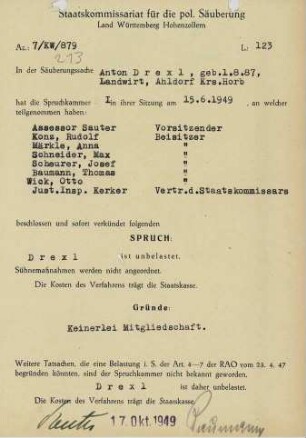 Staatskommissariat für die pol. Säuberung
Land Württemberg Hohenzollern
Az.: 7/KW/879 L: 123
213
In der Säuberungssache Anton D r e x l , geb.1.8.87,
Landwirt, Ahldorf Krs.Horb
hat die Spruchkammer I in ihrer Sitzung am 15.6.1949 , an welcher
teilgenommen haben:
Assessor Sauter Vorsitzender
Konz, Rudolf Beisitzer
Märkle, Anna "
Schneider, Max "
Scheurer, Josef "
Baumann, Thomas "
Wick, Otto "
Just.Insp. Kerker Vertr.d.Staatskommissars
beschlossen und sofort verkündet folgenden
SPRUCH:
D r e x l ist unbelastet.
Sühnemaßnahmen werden nicht angeordnet.
Die Kosten des Verfahrens trägt die Staatskasse.
Gründe:
Keinerlei Mitgliedschaft.
Weitere Tatsachen, die eine Belastung i. S. der Art. 4—7 der RAO vom 23. 4. 47
begründen könnten, sind der Spruchkammer nicht bekannt geworden.
D r e x l ist daher unbelastet.
Die Kosten des Verfahrens trägt die Staatskasse.
Sauter 17. Okt. 1949 Baumann